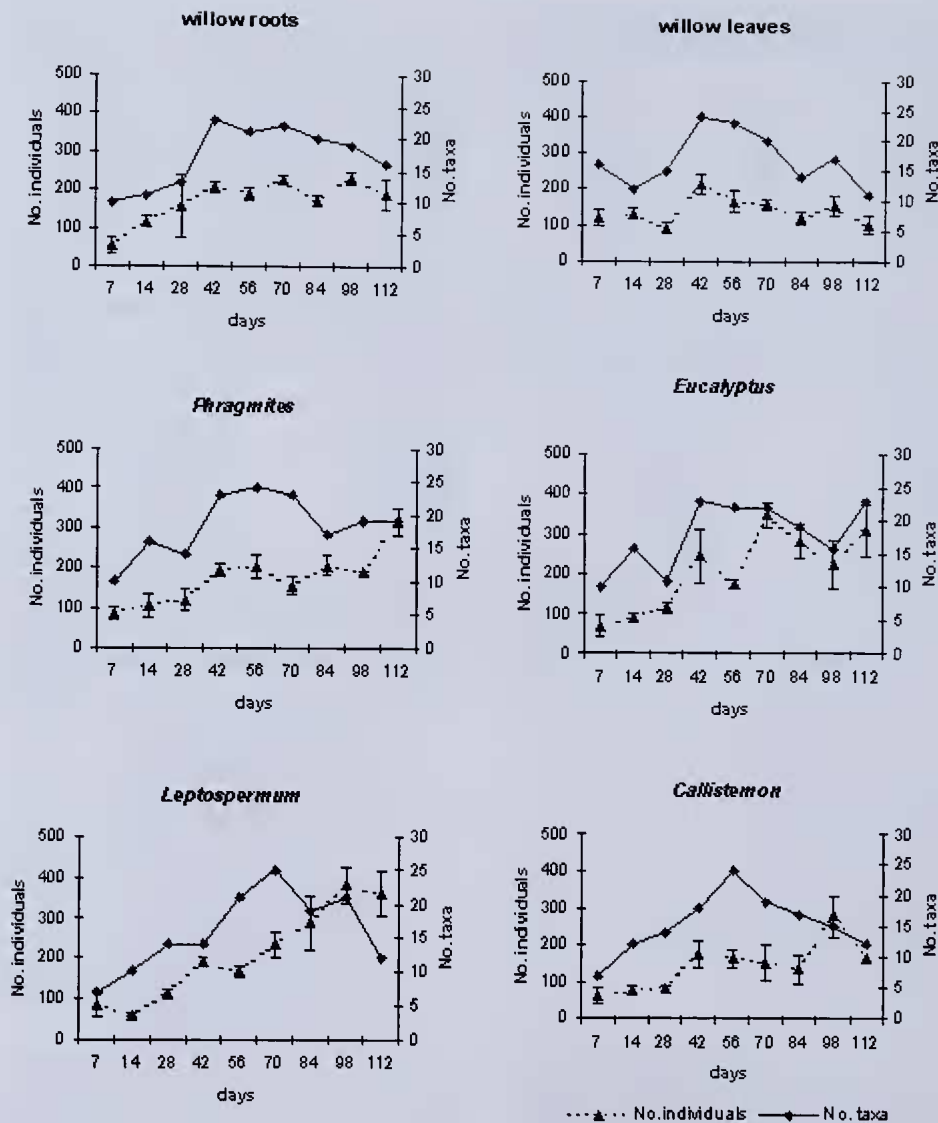 willow roots
No. individuals
500
400
300
200
100
0
30
25
20
15
10
5
0
No. taxa
7 14 28 42 56 70 84 98 112
days
willow leaves
No. individuals
500
400
300
200
100
0
30
25
20
15
10
5
0
No. taxa
7 14 28 42 56 70 84 98 112
days
Phragmites
No. individuals
500
400
300
200
100
0
30
25
20
15
10
5
0
No. taxa
7 14 28 42 56 70 84 98 112
days
Eucalyptus
No. individuals
500
400
300
200
100
0
30
25
20
15
10
5
0
No. taxa
7 14 28 42 56 70 84 98 112
days
Leptospermum
No. individuals
500
400
300
200
100
0
30
25
20
15
10
5
0
No. taxa
7 14 28 42 56 70 84 98 112
days
Callistemon
No. individuals
500
400
300
200
100
0
30
25
20
15
10
5
0
No. taxa
7 14 28 42 56 70 84 98 112
days
No. individuals No. taxa